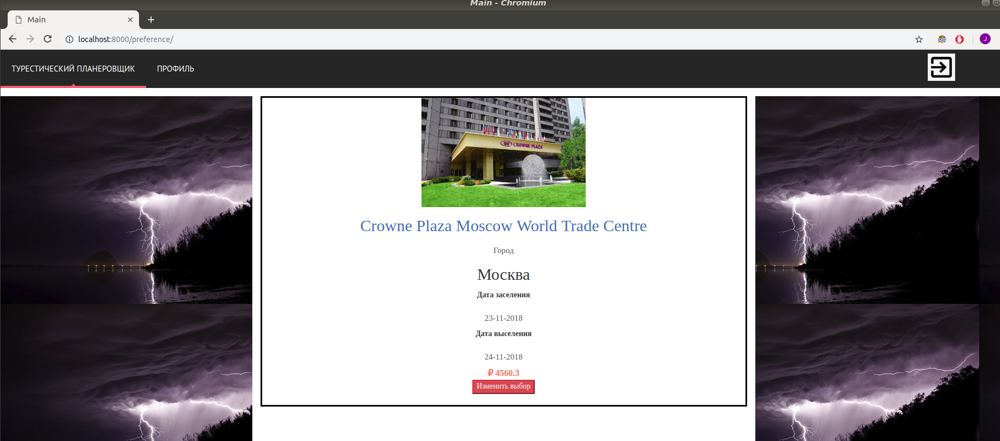 Main - Chromium
Main
localhost:8000/preference/
J
ТУРЕСТИЧЕСКИЙ ПЛАНЕРОВЩИК
ПРОФИЛЬ
CROWNE PLAZA
Crowne Plaza Moscow World Trade Centre
Город
Москва
Дата заселения
23-11-2018
Дата выселения
24-11-2018
₽ 4560.3
Изменить выбор